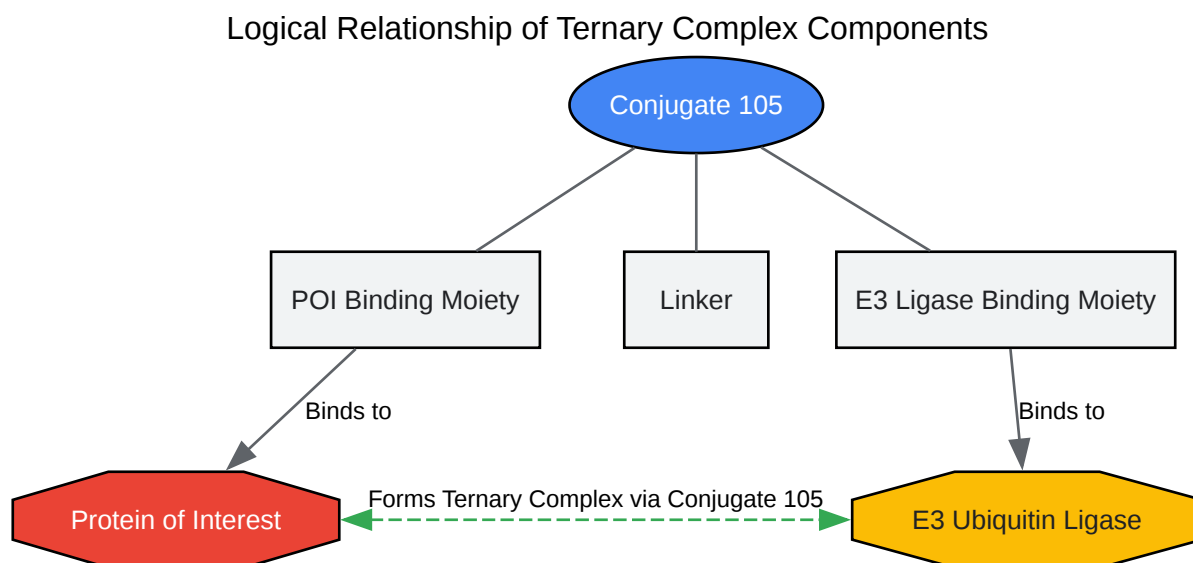 Logical Relationship of Ternary Complex Components
Conjugate 105
POI Binding Moiety
Linker
E3 Ligase Binding Moiety
Binds to
Binds to
Forms Ternary Complex via Conjugate 105
Protein of Interest
E3 Ubiquitin Ligase